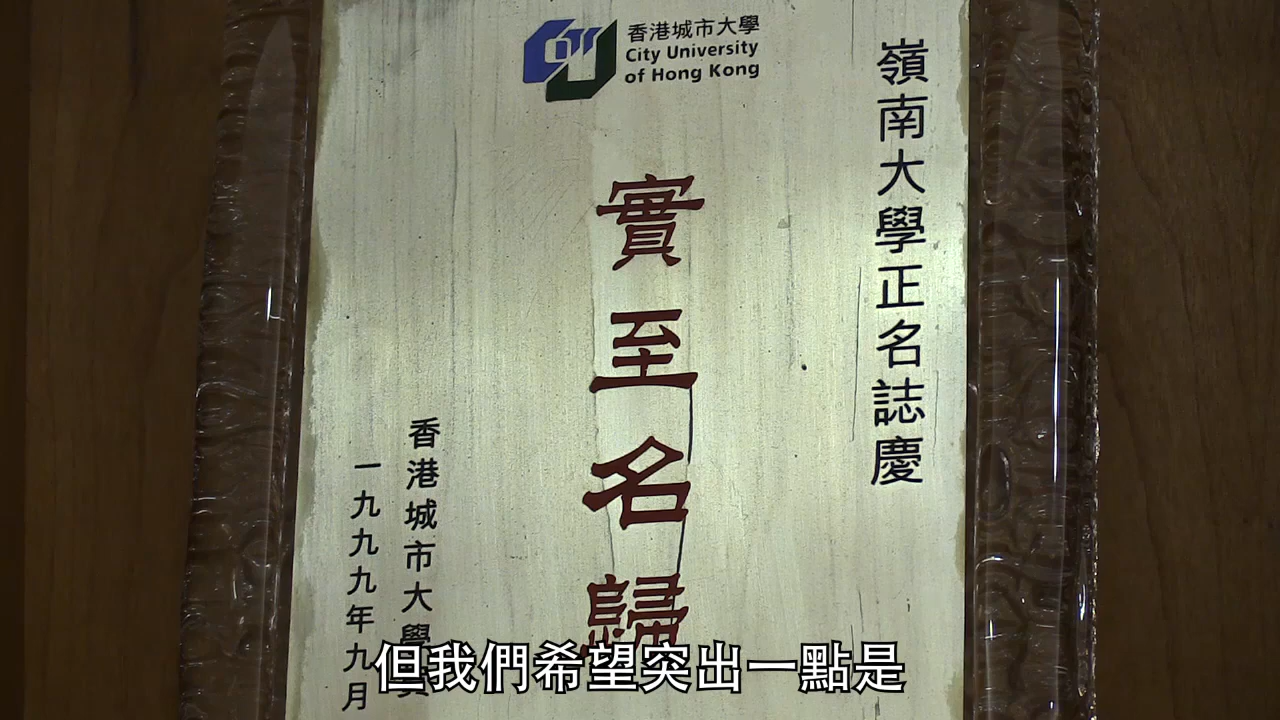 香港城市大學
City University
of Hong Kong
嶺南大學正名誌慶
實至名歸
香港城市大學
一九九九年九月
但我們希望突出一點是